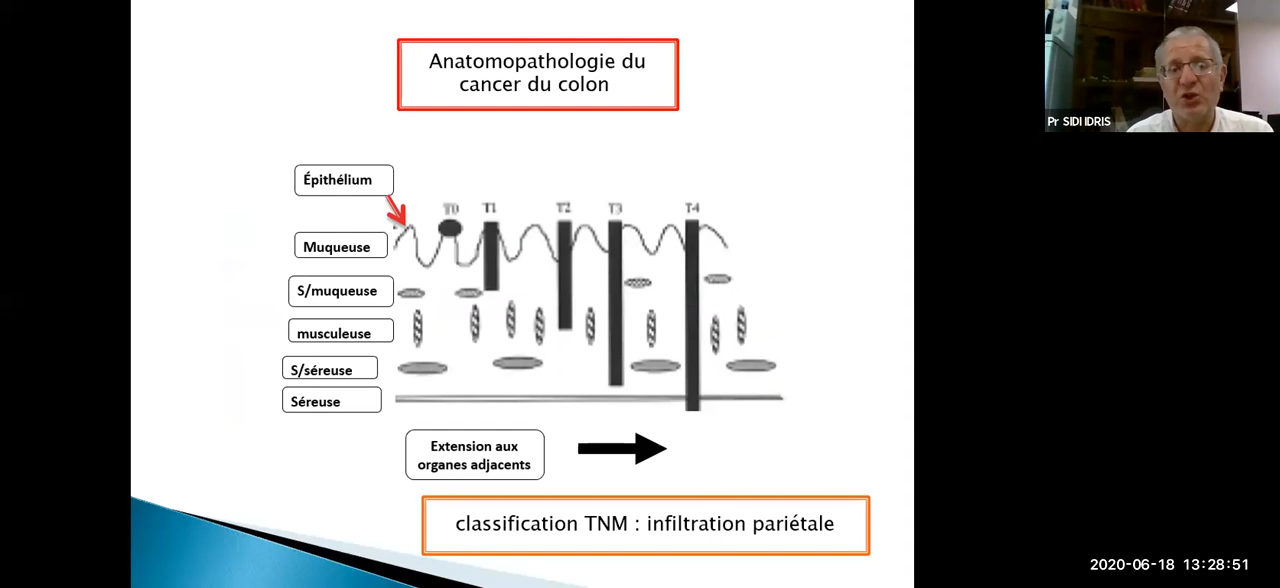 Anatomopathologie du
cancer du colon
Pr SIDI IDRIS
Épithélium
T0 T1 T2 T3 T4
Muqueuse
S/muqueuse
musculeuse
S/séreuse
Séreuse
Extension aux
organes adjacents
classification TNM : infiltration pariétale
2020-06-18 13:28:51